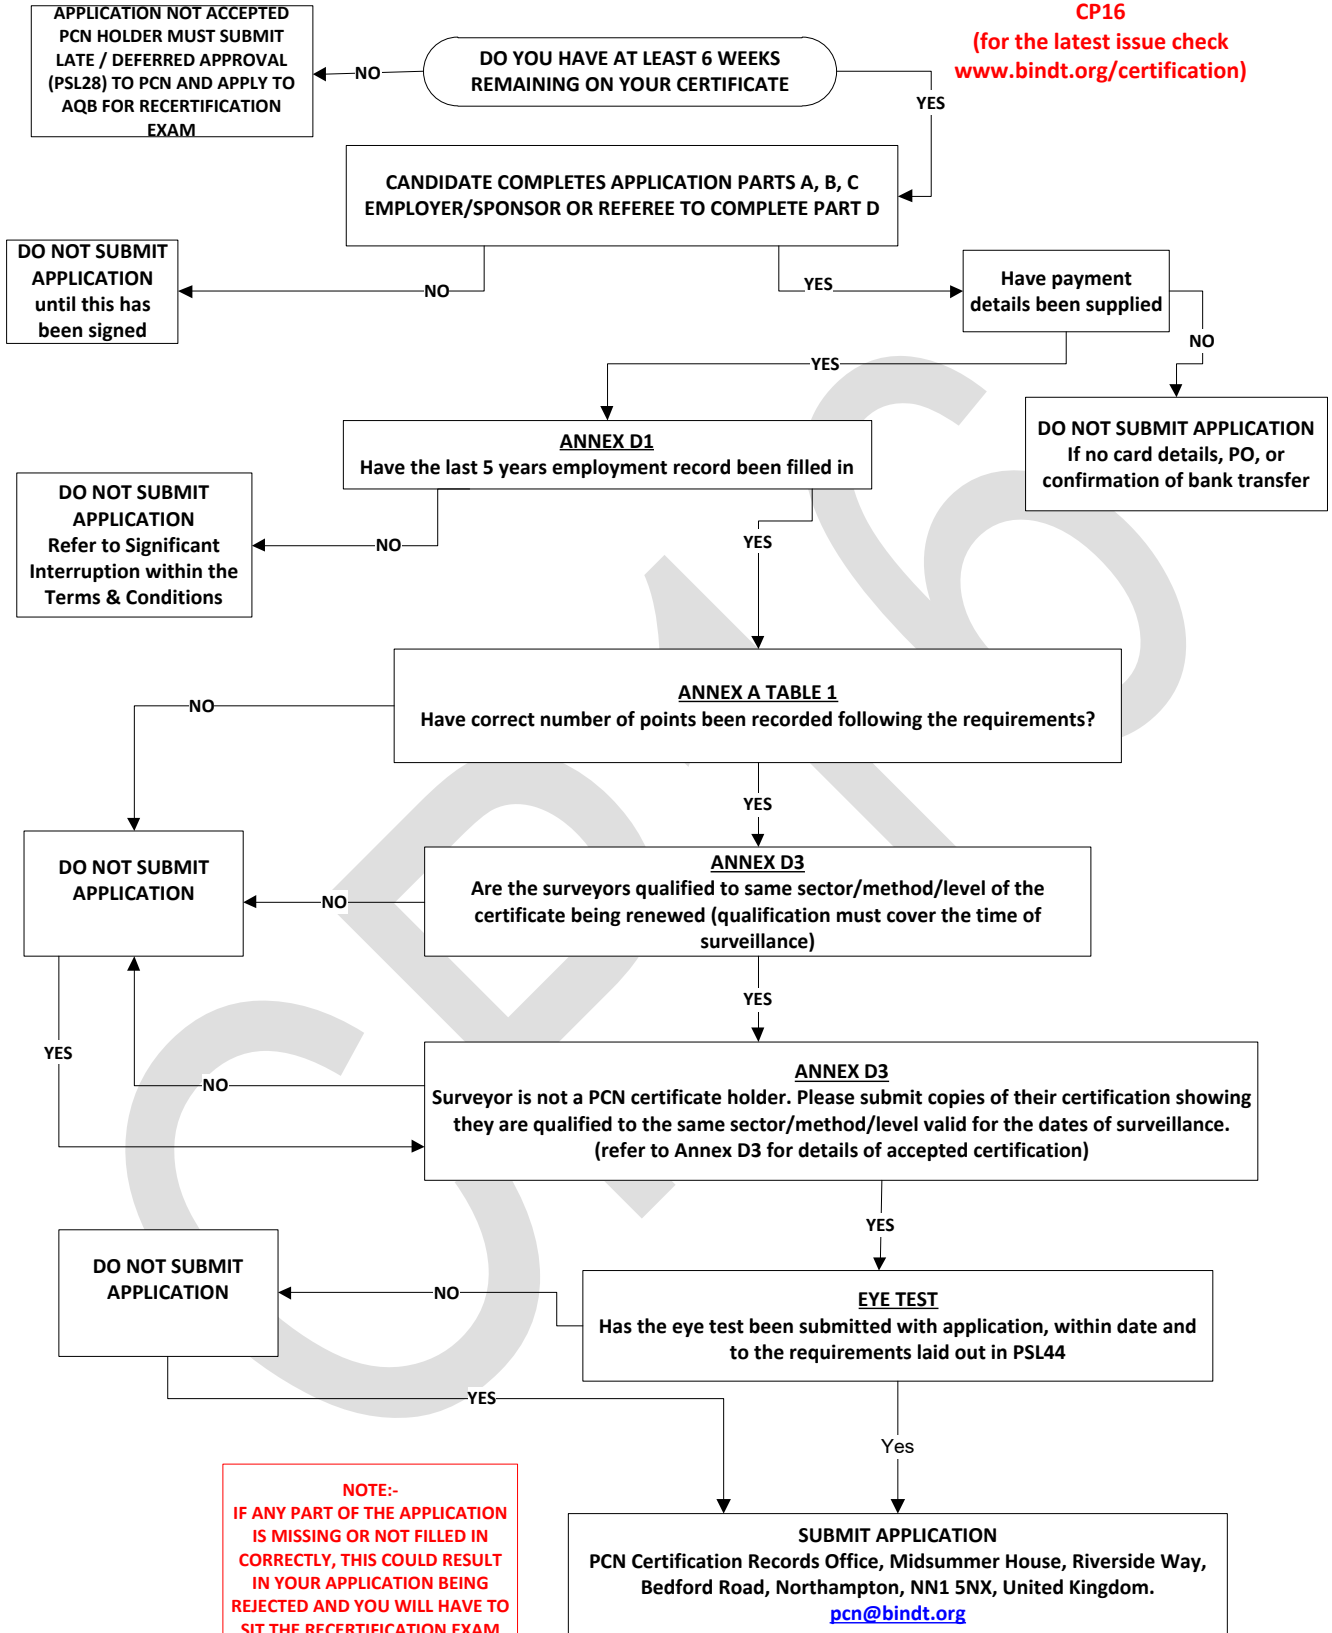 APPLICATION NOT ACCEPTED
PCN HOLDER MUST SUBMIT
LATE / DEFERRED APPROVAL
(PSL28) TO PCN AND APPLY TO
AQB FOR RECERTIFICATION
EXAM
NO
DO YOU HAVE AT LEAST 6 WEEKS
REMAINING ON YOUR CERTIFICATE
CP16
(for the latest issue check
www.bindt.org/certification)
YES
CANDIDATE COMPLETES APPLICATION PARTS A, B, C
EMPLOYER/SPONSOR OR REFEREE TO COMPLETE PART D
DO NOT SUBMIT
APPLICATION
until this has
been signed
NO
YES
Have payment
details been supplied
NO
YES
DO NOT SUBMIT APPLICATION
If no card details, PO, or
confirmation of bank transfer
ANNEX D1
Have the last 5 years employment record been filled in
DO NOT SUBMIT
APPLICATION
Refer to Significant
Interruption within the
Terms & Conditions
NO
YES
ANNEX A TABLE 1
Have correct number of points been recorded following the requirements?
NO
YES
DO NOT SUBMIT
APPLICATION
NO
ANNEX D3
Are the surveyors qualified to same sector/method/level of the
certificate being renewed (qualification must cover the time of
surveillance)
YES
YES
NO
ANNEX D3
Surveyor is not a PCN certificate holder. Please submit copies of their certification showing
they are qualified to the same sector/method/level valid for the dates of surveillance.
(refer to Annex D3 for details of accepted certification)
YES
DO NOT SUBMIT
APPLICATION
NO
EYE TEST
Has the eye test been submitted with application, within date and
to the requirements laid out in PSL44
YES
Yes
NOTE:-
IF ANY PART OF THE APPLICATION
IS MISSING OR NOT FILLED IN
CORRECTLY, THIS COULD RESULT
IN YOUR APPLICATION BEING
REJECTED AND YOU WILL HAVE TO
SIT THE RECERTIFICATION EXAM
SUBMIT APPLICATION
PCN Certification Records Office, Midsummer House, Riverside Way,
Bedford Road, Northampton, NN1 5NX, United Kingdom.
pcn@bindt.org
CP16